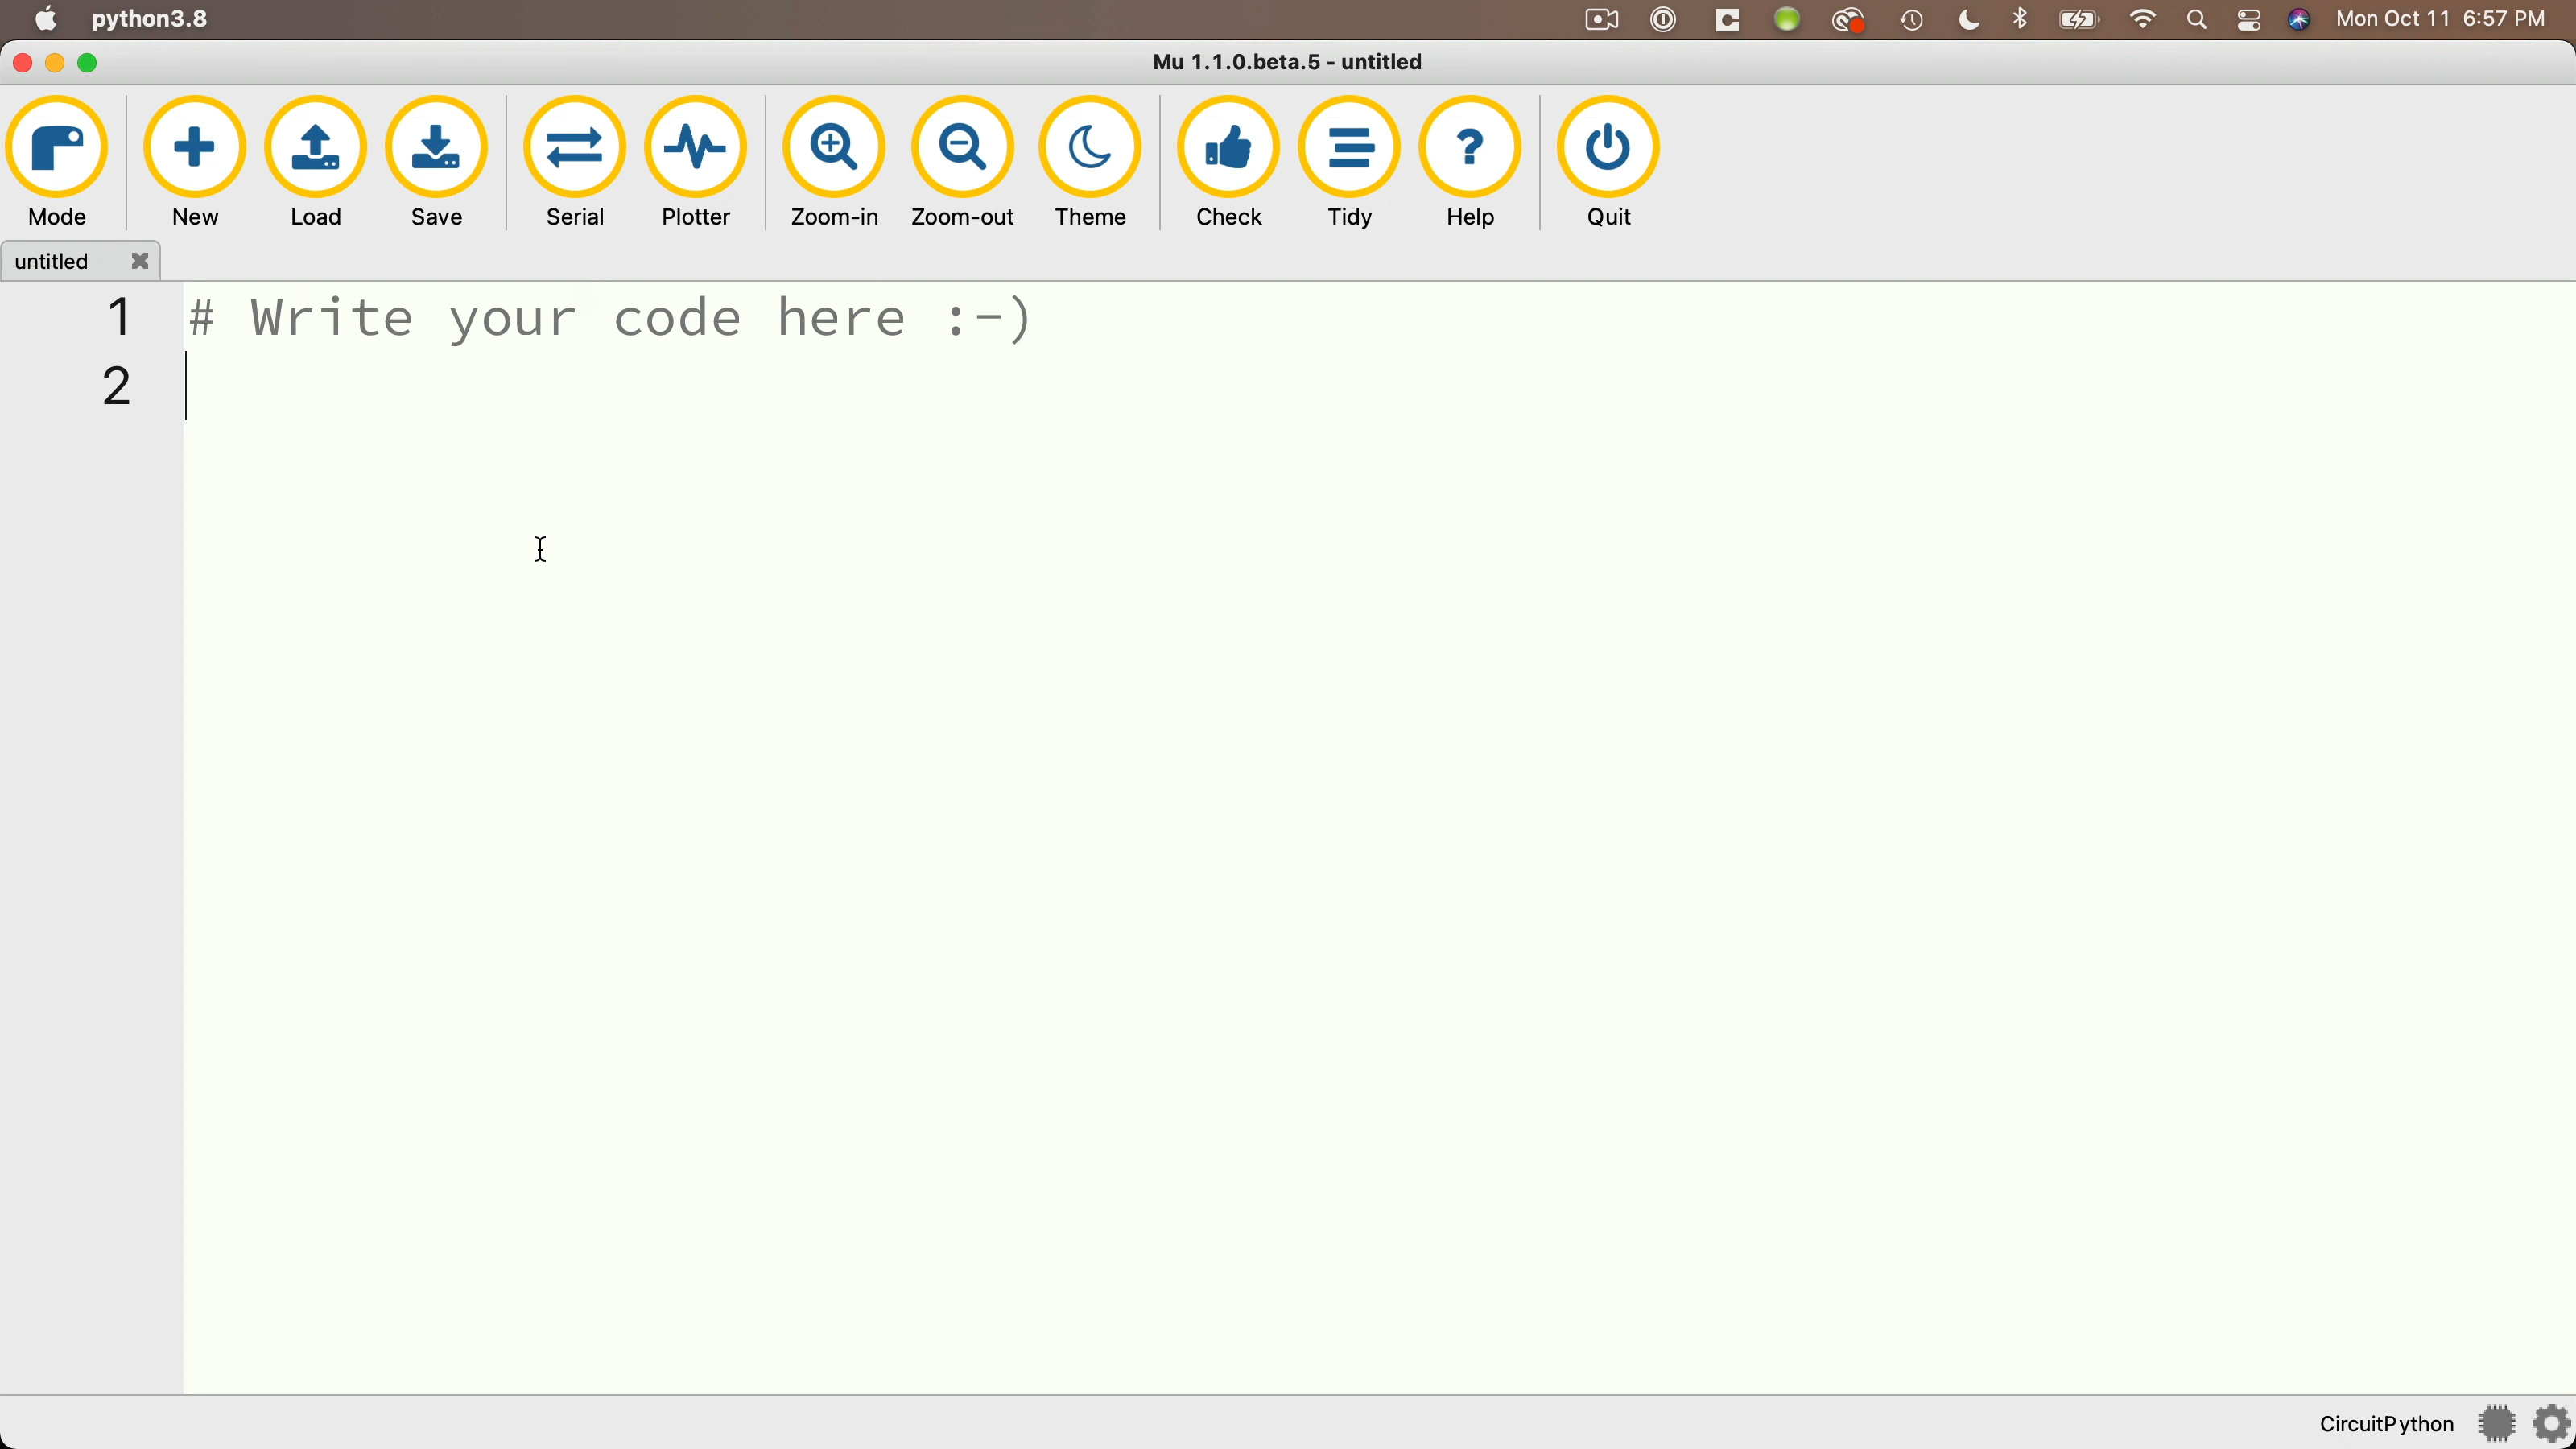 python3.8
Mon Oct 11 6:57 PM
Mu 1.1.0.beta.5 - untitled
Mode New Load Save Serial Plotter Zoom-in Zoom-out Theme Check Tidy Help Quit
untitled
1 # Write your code here :-)
2
CircuitPython